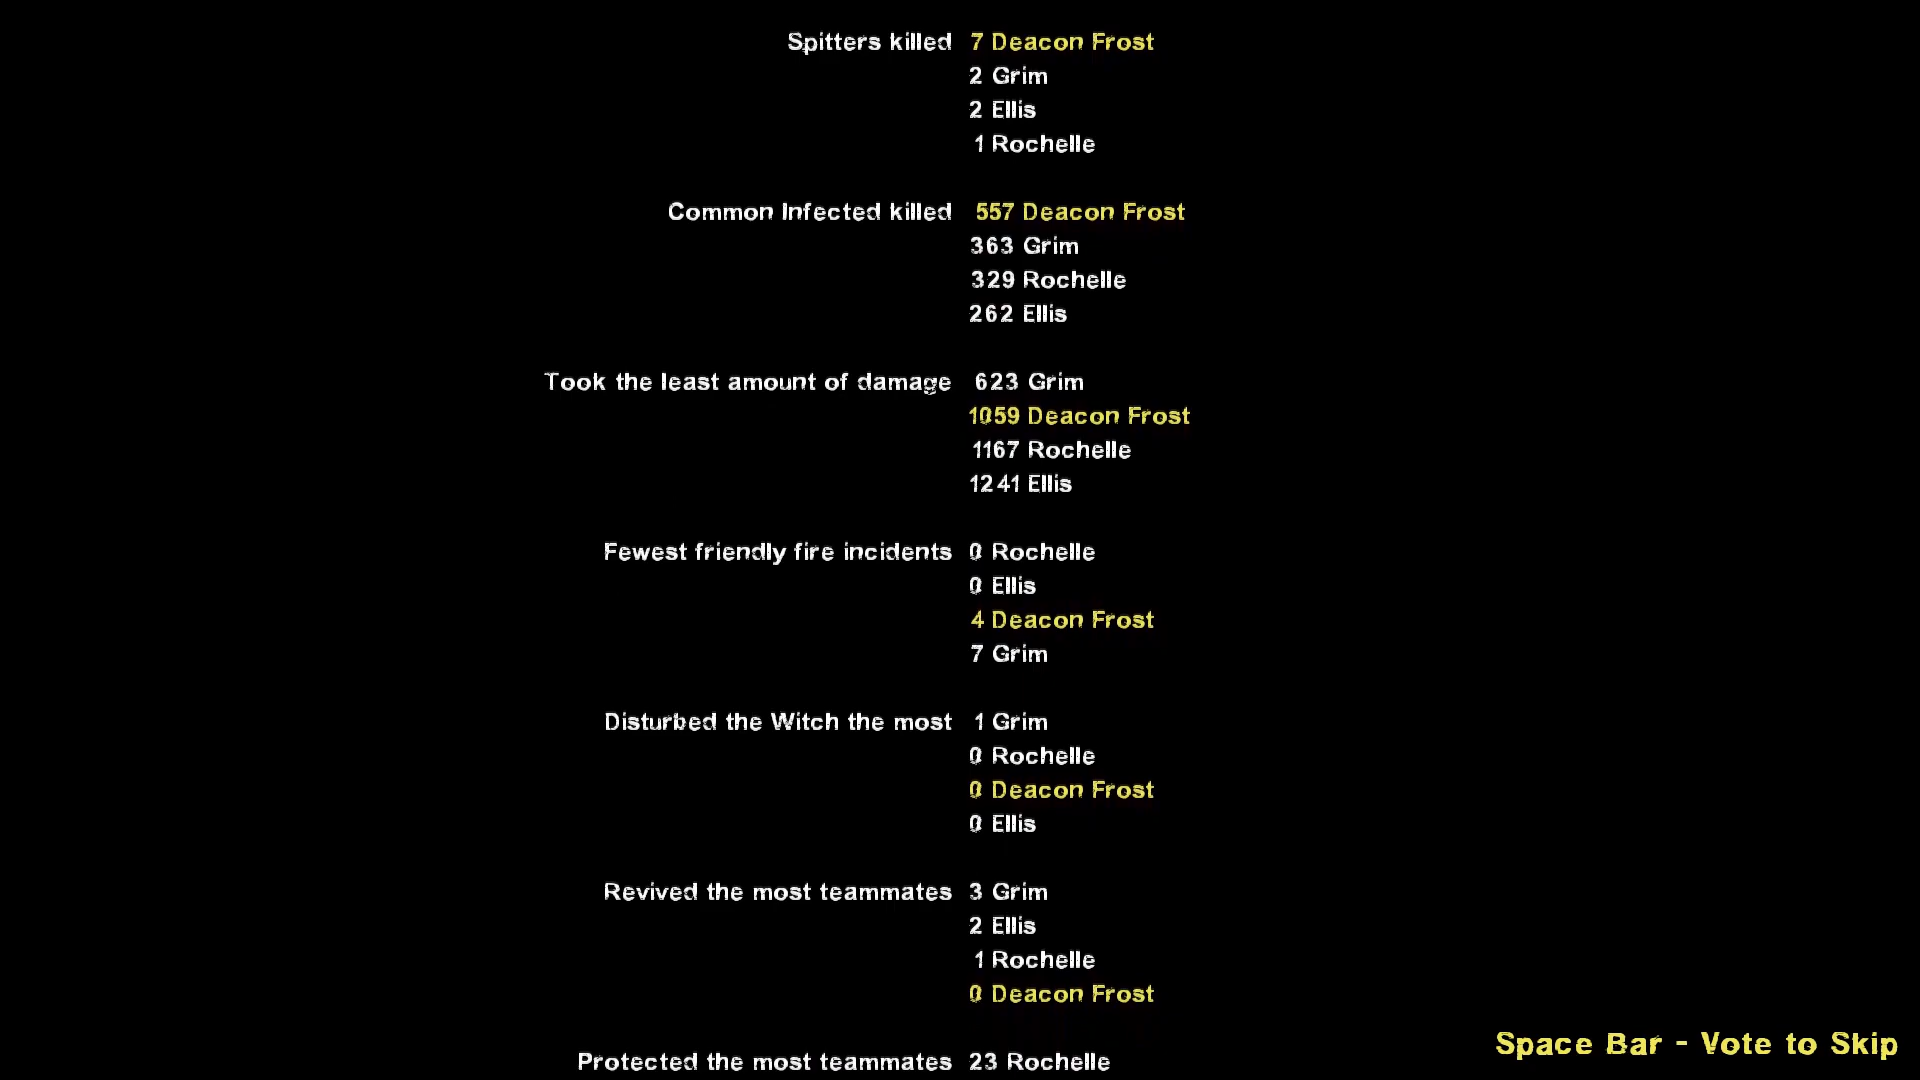 Spitters killed 7 Deacon Frost
2 Grim
2 Ellis
1 Rochelle
Common Infected killed 557 Deacon Frost
363 Grim
329 Rochelle
262 Ellis
Took the least amount of damage 623 Grim
1059 Deacon Frost
1167 Rochelle
1241 Ellis
Fewest friendly fire incidents 0 Rochelle
0 Ellis
4 Deacon Frost
7 Grim
Disturbed the Witch the most 1 Grim
0 Rochelle
0 Deacon Frost
0 Ellis
Revived the most teammates 3 Grim
2 Ellis
1 Rochelle
0 Deacon Frost
Protected the most teammates 23 Rochelle
Space Bar - Vote to Skip